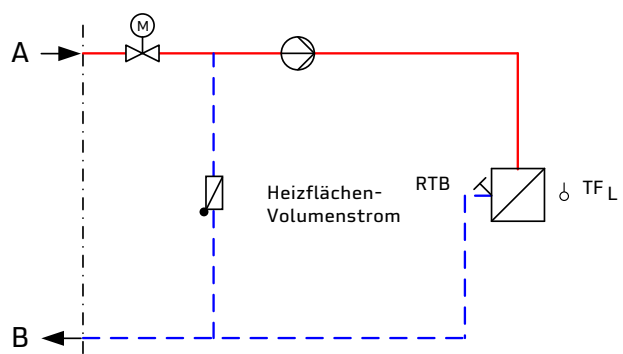 M
A
RTB
TF L
Heizflächen-
Volumenstrom
B